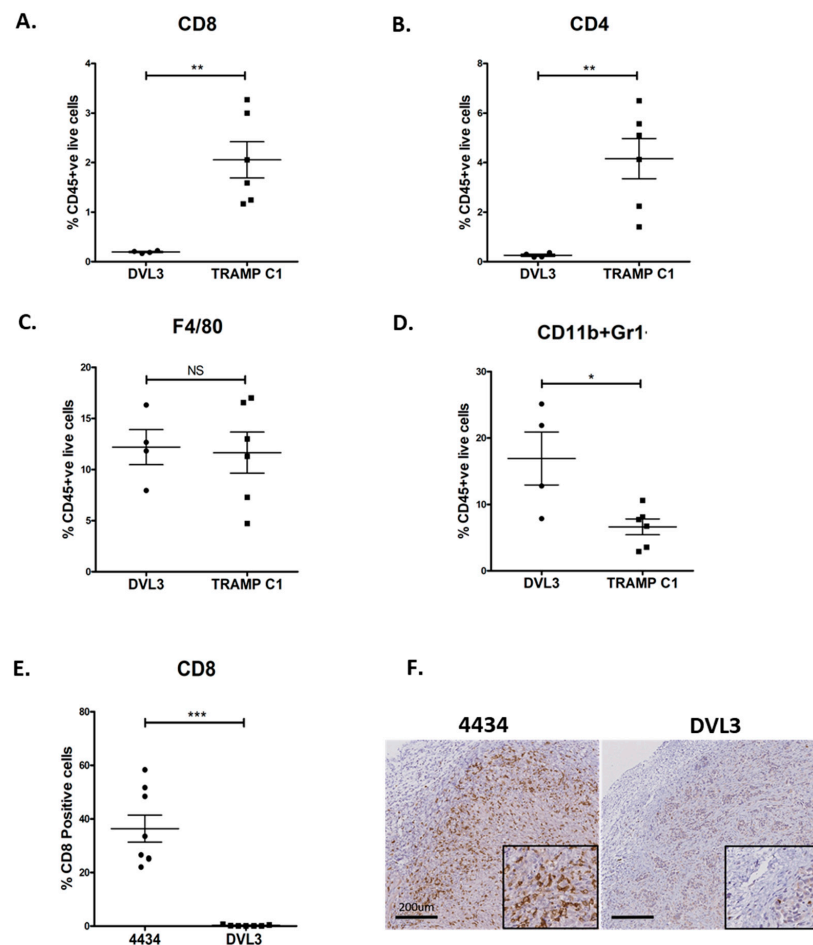 A.
CD8
% CD45+ve live cells
4
3
2
1
0
**
DVL3 TRAMP C1
B.
CD4
% CD45+ve live cells
8
6
4
2
0
**
DVL3 TRAMP C1
C.
F4/80
% CD45+ve live cells
20
15
10
5
0
NS
DVL3 TRAMP C1
D.
CD11b+Gr1
% CD45+ve live cells
30
20
10
0
*
DVL3 TRAMP C1
E.
CD8
% CD8 Positive cells
80
60
40
20
0
***
4434 DVL3
F.
4434 DVL3
200um